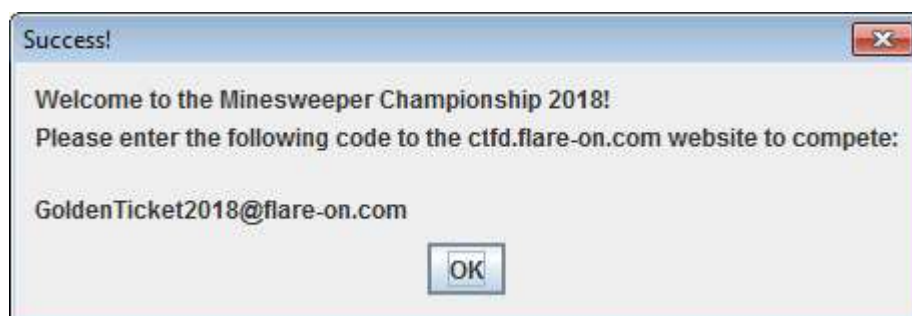 Success!
Welcome to the Minesweeper Championship 2018!
Please enter the following code to the ctfd.flare-on.com website to compete:
GoldenTicket2018@flare-on.com
OK